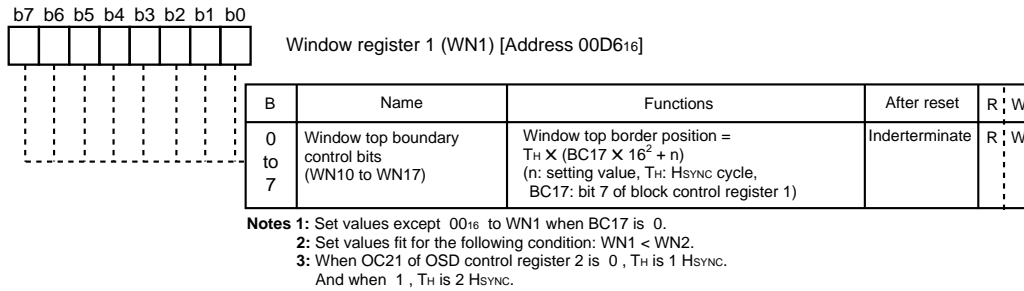 b7 b6 b5 b4 b3 b2 b1 b0
Window register 1 (WN1) [Address 00D616]
B Name Functions After reset R W
0
to
7
Window top boundary
control bits
(WN10 to WN17)
Window top border position =
TH X (BC17 X 16² + n)
(n: setting value, TH: HSYNC cycle,
BC17: bit 7 of block control register 1)
Inderterminate R W
Notes 1: Set values except 0016 to WN1 when BC17 is 0.
2: Set values fit for the following condition: WN1 < WN2.
3: When OC21 of OSD control register 2 is 0 , TH is 1 HSYNC.
And when 1 , TH is 2 HSYNC.